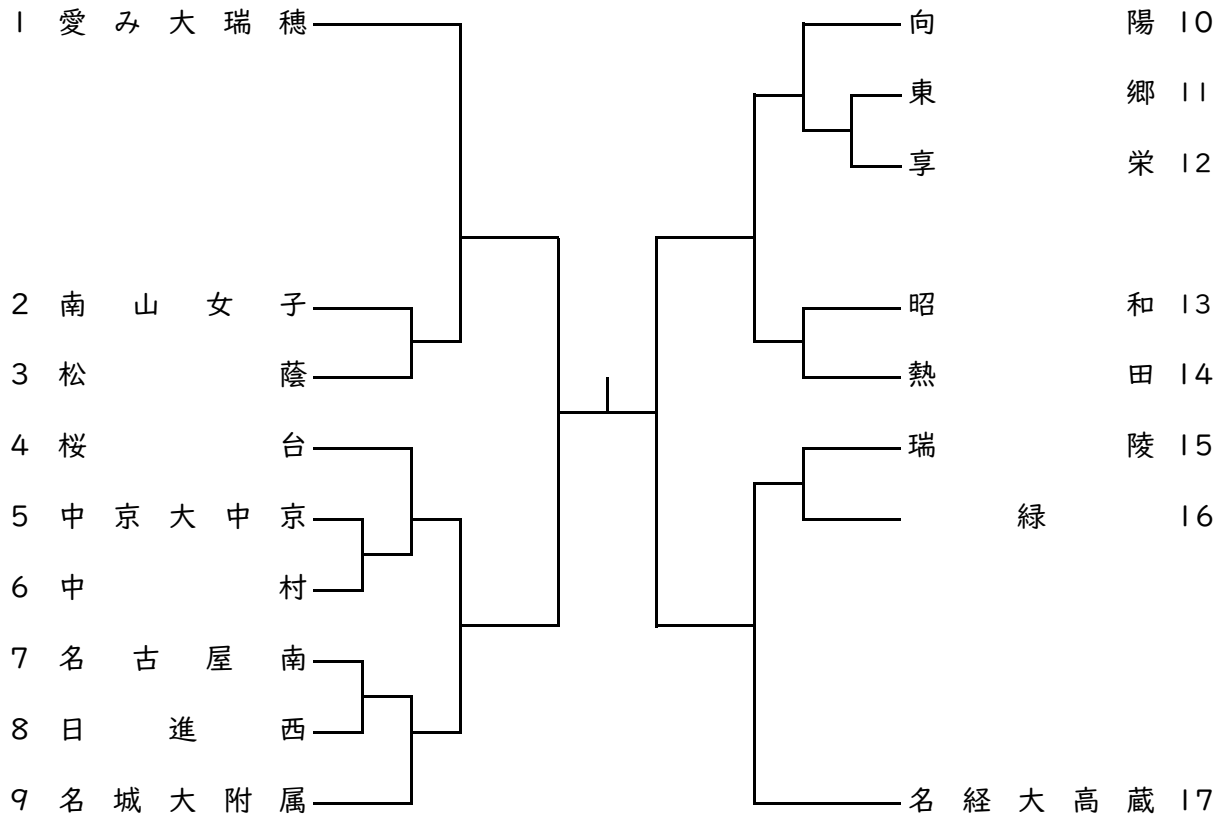 1 愛み大瑞穂
2 南山女子
3 松蔭
4 桜台
5 中京大中京
6 中村
7 名古屋南
8 日進西
9 名城大附属
向陽 10
東郷 11
享栄 12
昭和 13
熱田 14
瑞陵 15
緑 16
名経大高蔵 17